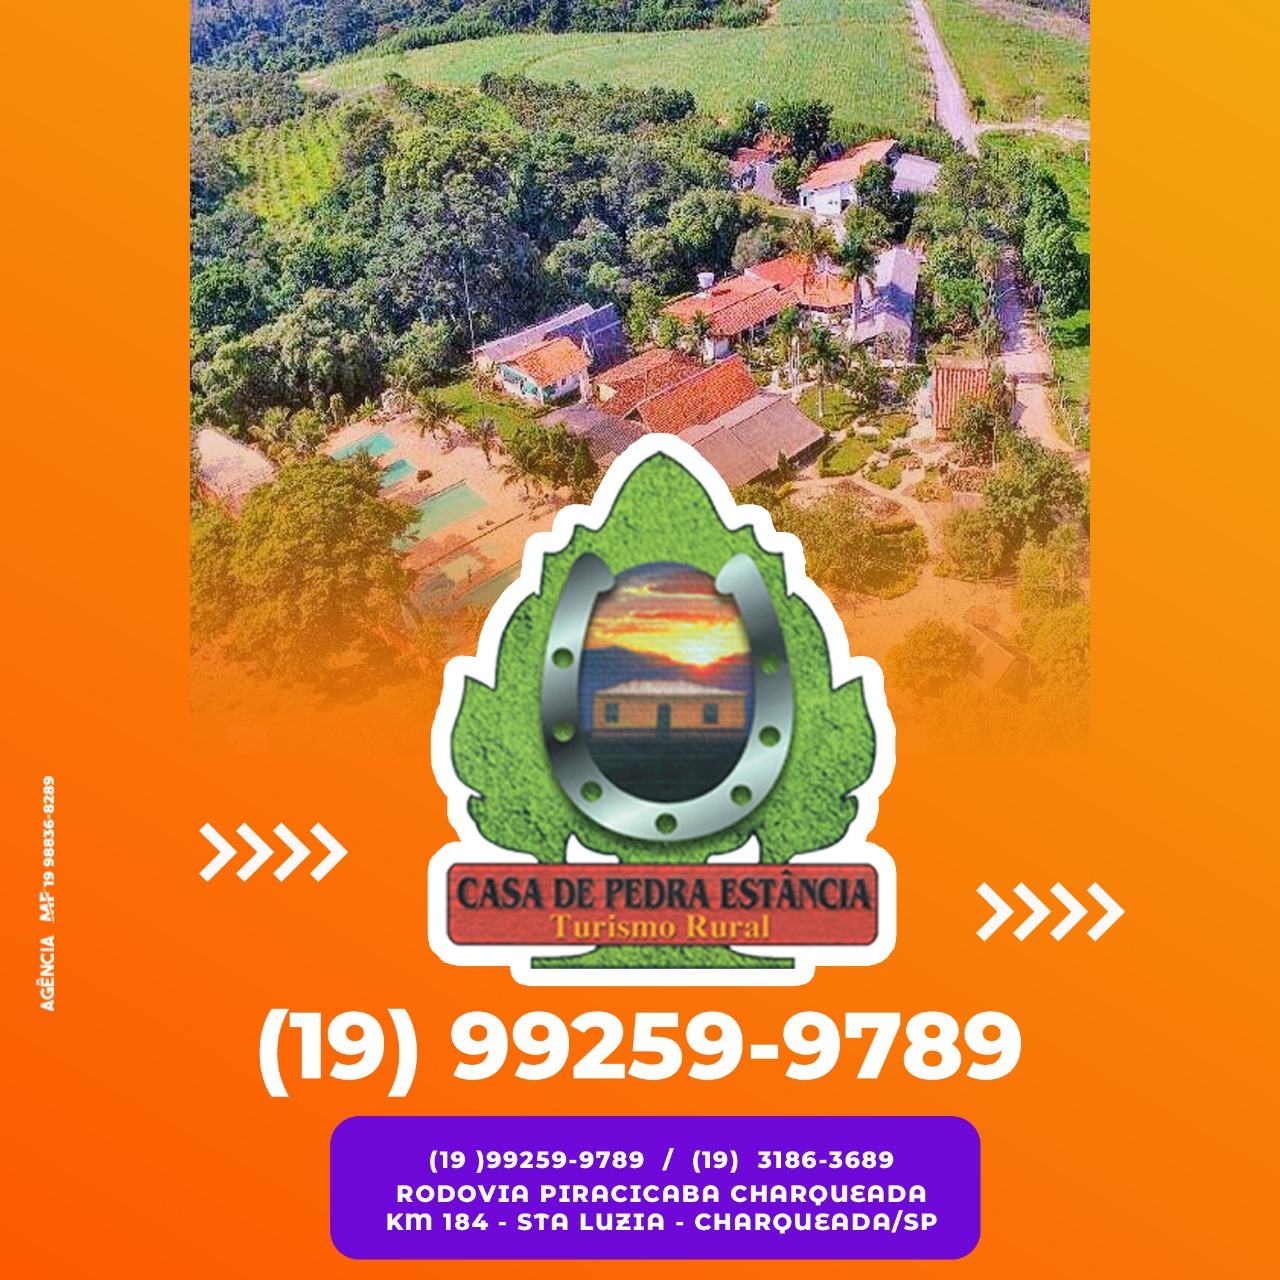 CASA DE PEDRA ESTÂNCIA
Turismo Rural
AGÊNCIA MF 19 98836-8289
(19) 99259-9789
(19 )99259-9789 / (19) 3186-3689
RODOVIA PIRACICABA CHARQUEADA
KM 184 - STA LUZIA - CHARQUEADA/SP